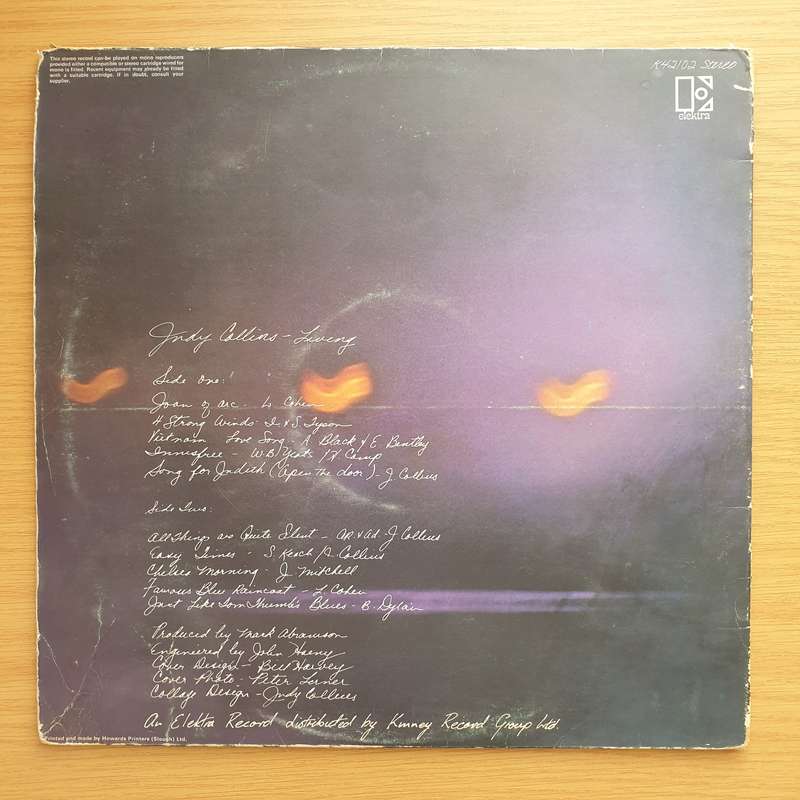 This stereo record can be played on mono reproducers
provided either a compatible or stereo cartridge wired for
mono is fitted. Recent equipment may already be fitted
with a suitable cartridge. If in doubt, consult your
supplier.
K42102 Stereo
elektra
Judy Collins - Living
Side one:
Joan of arc - L. Cohen
4 Strong Winds - I & S Tyson
Vietnam Love Song - A Black & E Bentley
Innisfree - W.B. Yeats / H Camp
Song for Judith (Open the door) - J. Collins
Side Two:
All Things are Quite Silent - ar. & ad J Collins
Easy Times - S. Keach / J. Collins
Chelsea Morning - J. Mitchell
Famous Blue Raincoat - L Cohen
Just Like Tom Thumb's Blues - B. Dylan
Produced by Mark Abramson
Engineered by John Haeny
Cover Design - Bill Harvey
Cover Photo - Peter Lerner
Collage Design - Judy Collins
An Elektra Record distributed by Kinney Record Group Ltd.
Printed and made by Howards Printers (Slough) Ltd.